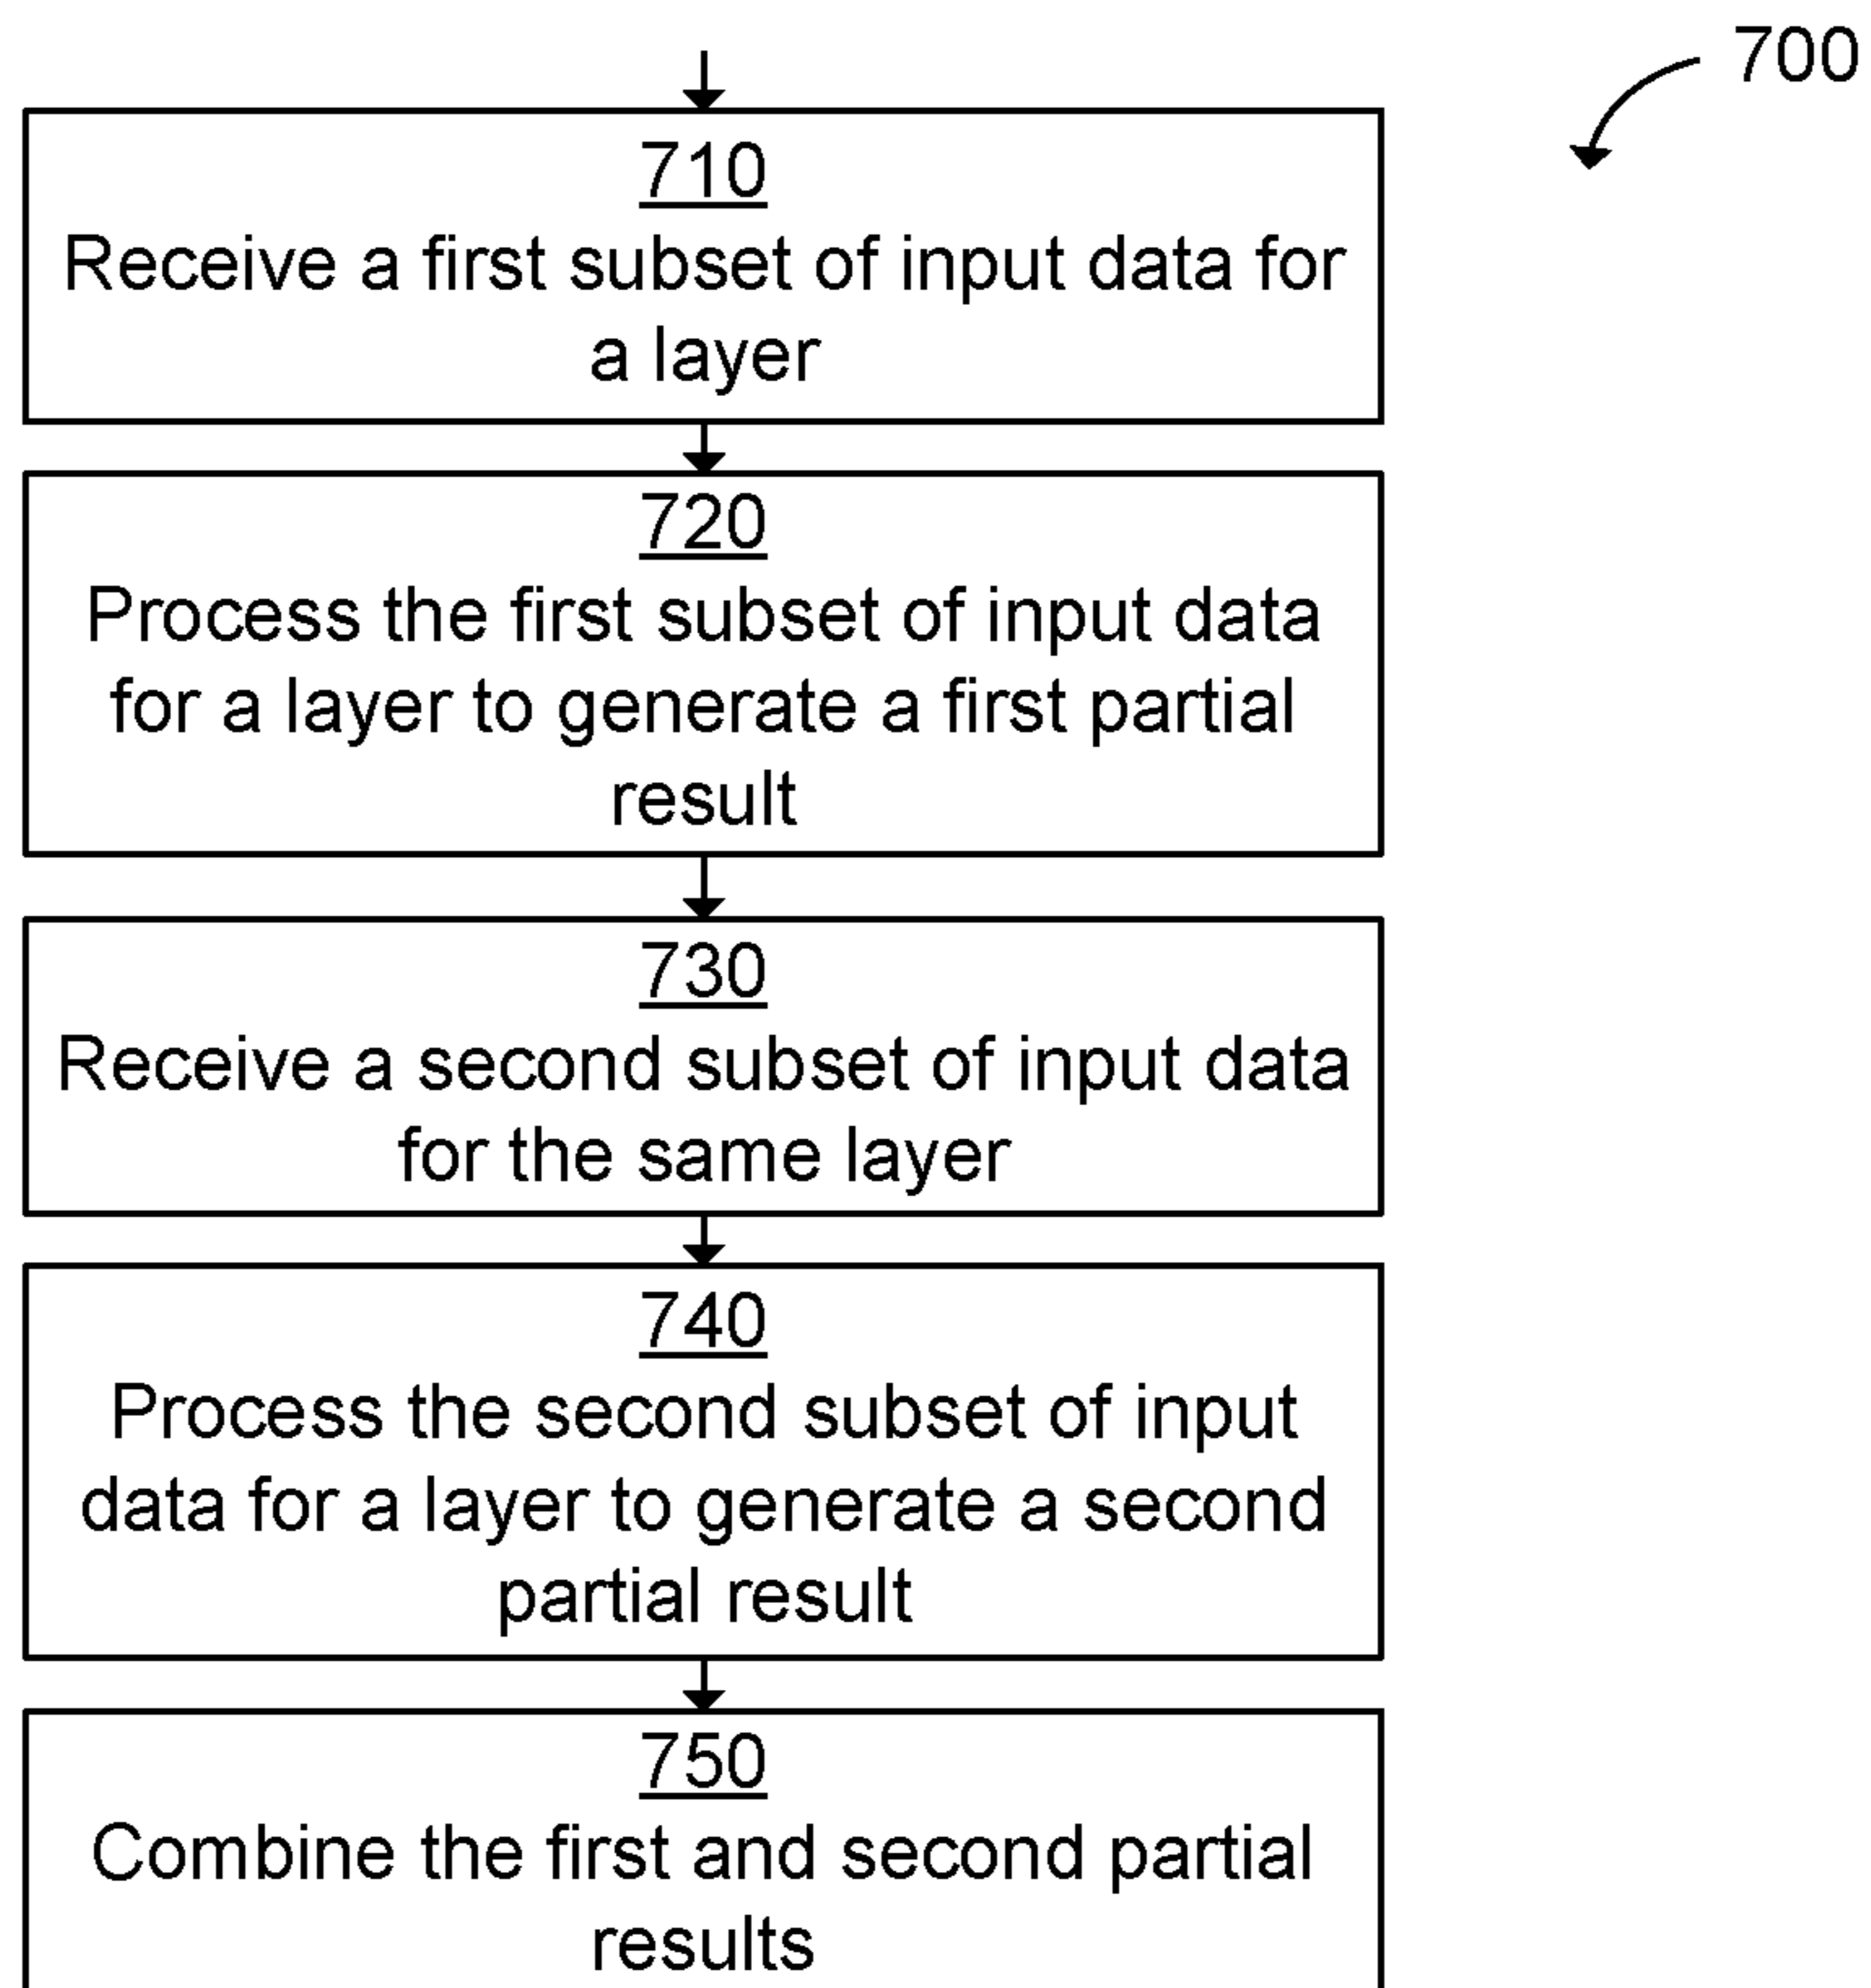 700
710
Receive a first subset of input data for
a layer
720
Process the first subset of input data
for a layer to generate a first partial
result
730
Receive a second subset of input data
for the same layer
740
Process the second subset of input
data for a layer to generate a second
partial result
750
Combine the first and second partial
results